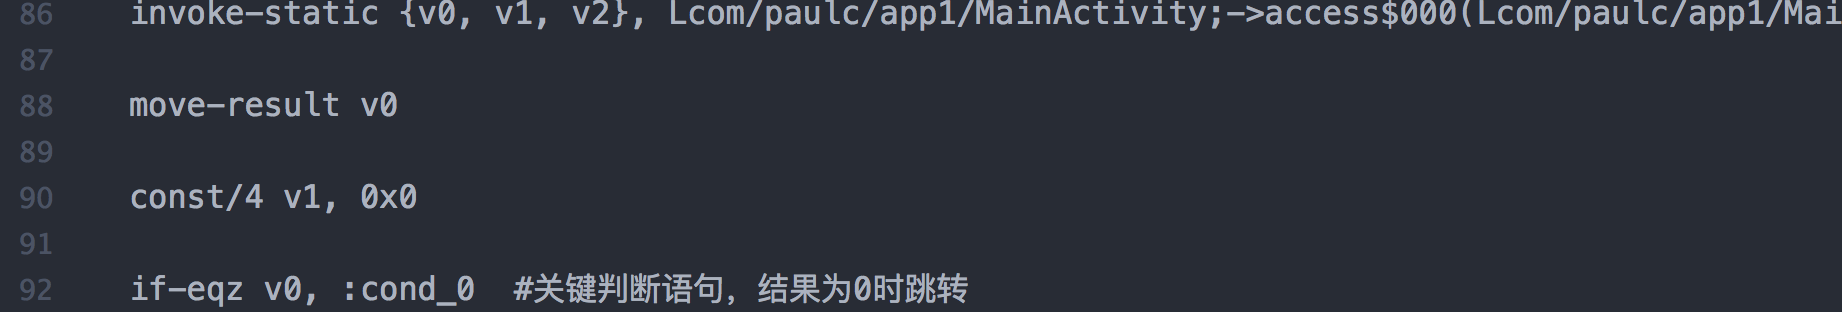 86 invoke-static {v0, v1, v2}, Lcom/paulc/app1/MainActivity;->access$000(Lcom/paulc/app1/Mai
87
88 move-result v0
89
90 const/4 v1, 0x0
91
92 if-eqz v0, :cond_0 #关键判断语句，结果为0时跳转